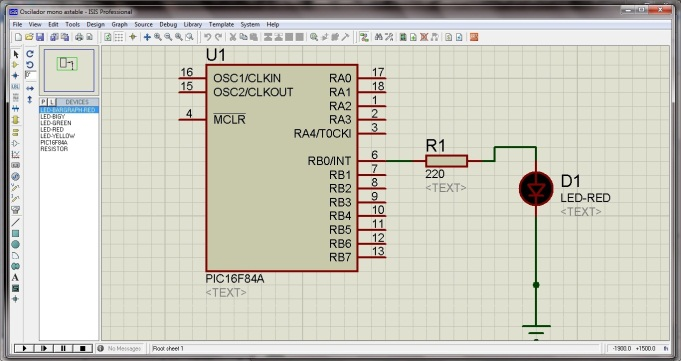 Oscilador mono astable - ISIS Professional
File View Edit Tools Design Graph Source Debug Library Template System Help
P L DEVICES
LED-BARGRAPH-RED
LED-BIGY
LED-GREEN
LED-RED
LED-YELLOW
PIC16F84A
RESISTOR
U1
16 OSC1/CLKIN RA0 17
15 OSC2/CLKOUT RA1 18
RA2 1
4 MCLR RA3 2
RA4/T0CKI 3
RB0/INT 6
RB1 7
RB2 8
RB3 9
RB4 10
RB5 11
RB6 12
RB7 13
PIC16F84A
<TEXT>
R1
220
<TEXT>
D1
LED-RED
<TEXT>
No Messages Root sheet 1 -1900.0 +1500.0 th